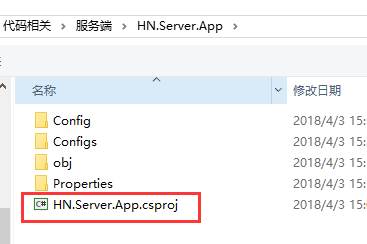 代码相关 > 服务端 > HN.Server.App >
名称 修改日期
Config 2018/4/3 15:
Configs 2018/4/3 15:
obj 2018/4/3 15:
Properties 2018/4/3 15:
HN.Server.App.csproj 2018/4/3 15: